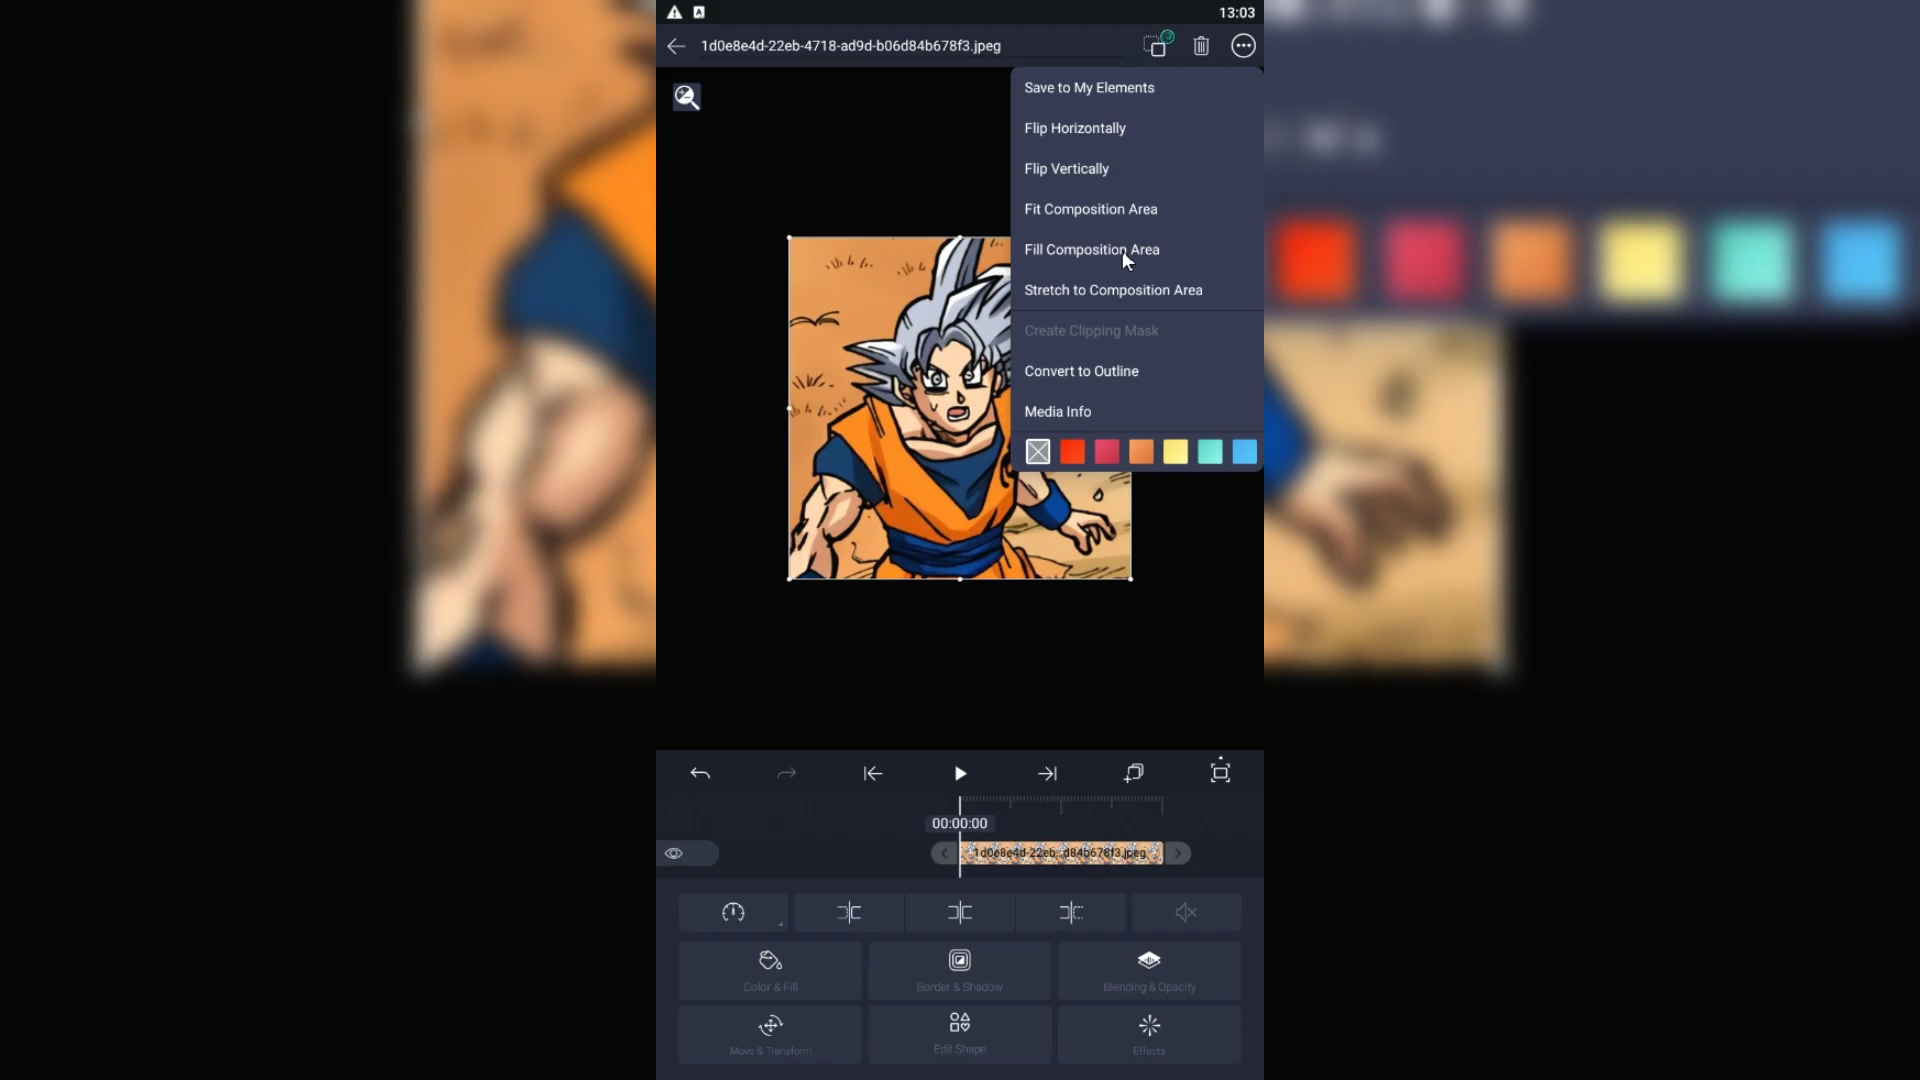 13:03
1d0e8e4d-22eb-4718-ad9d-b06d84b678f3.jpeg
Save to My Elements
Flip Horizontally
Flip Vertically
Fit Composition Area
Fill Composition Area
Stretch to Composition Area
Create Clipping Mask
Convert to Outline
Media Info
00:00:00
1d0e8e4d-22eb...d84b678f3.jpeg
Color & Fill
Border & Shadow
Blending & Opacity
Move & Transform
Edit Shape
Effects